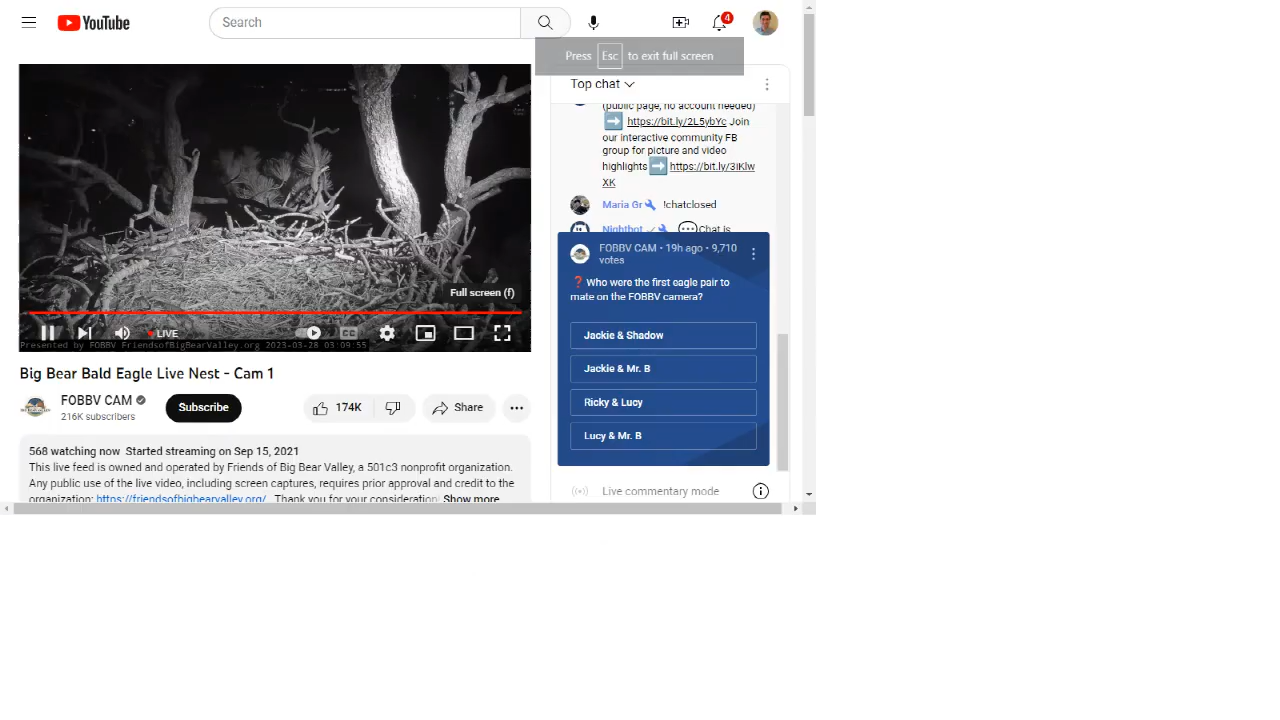 YouTube
Search
4
Press Esc to exit full screen
Top chat
(public page, no account needed)
https://bit.ly/2L5ybYc Join
our interactive community FB
group for picture and video
highlights https://bit.ly/3iKlw
XK
Maria Gr !chatclosed
Nightbot Chat is
FOBBV CAM • 19h ago • 9,710
votes
Who were the first eagle pair to
mate on the FOBBV camera?
Jackie & Shadow
Jackie & Mr. B
Ricky & Lucy
Lucy & Mr. B
Live commentary mode
Full screen (f)
LIVE
CC
Presented by FOBBV FriendsofBigBearValley.org 2023-03-28 03:09:55
Big Bear Bald Eagle Live Nest - Cam 1
FOBBV CAM
216K subscribers
Subscribe
174K
Share
568 watching now Started streaming on Sep 15, 2021
This live feed is owned and operated by Friends of Big Bear Valley, a 501c3 nonprofit organization.
Any public use of the live video, including screen captures, requires prior approval and credit to the
organization: https://friendsofbigbearvalley.org/ . Thank you for your consideration Show more